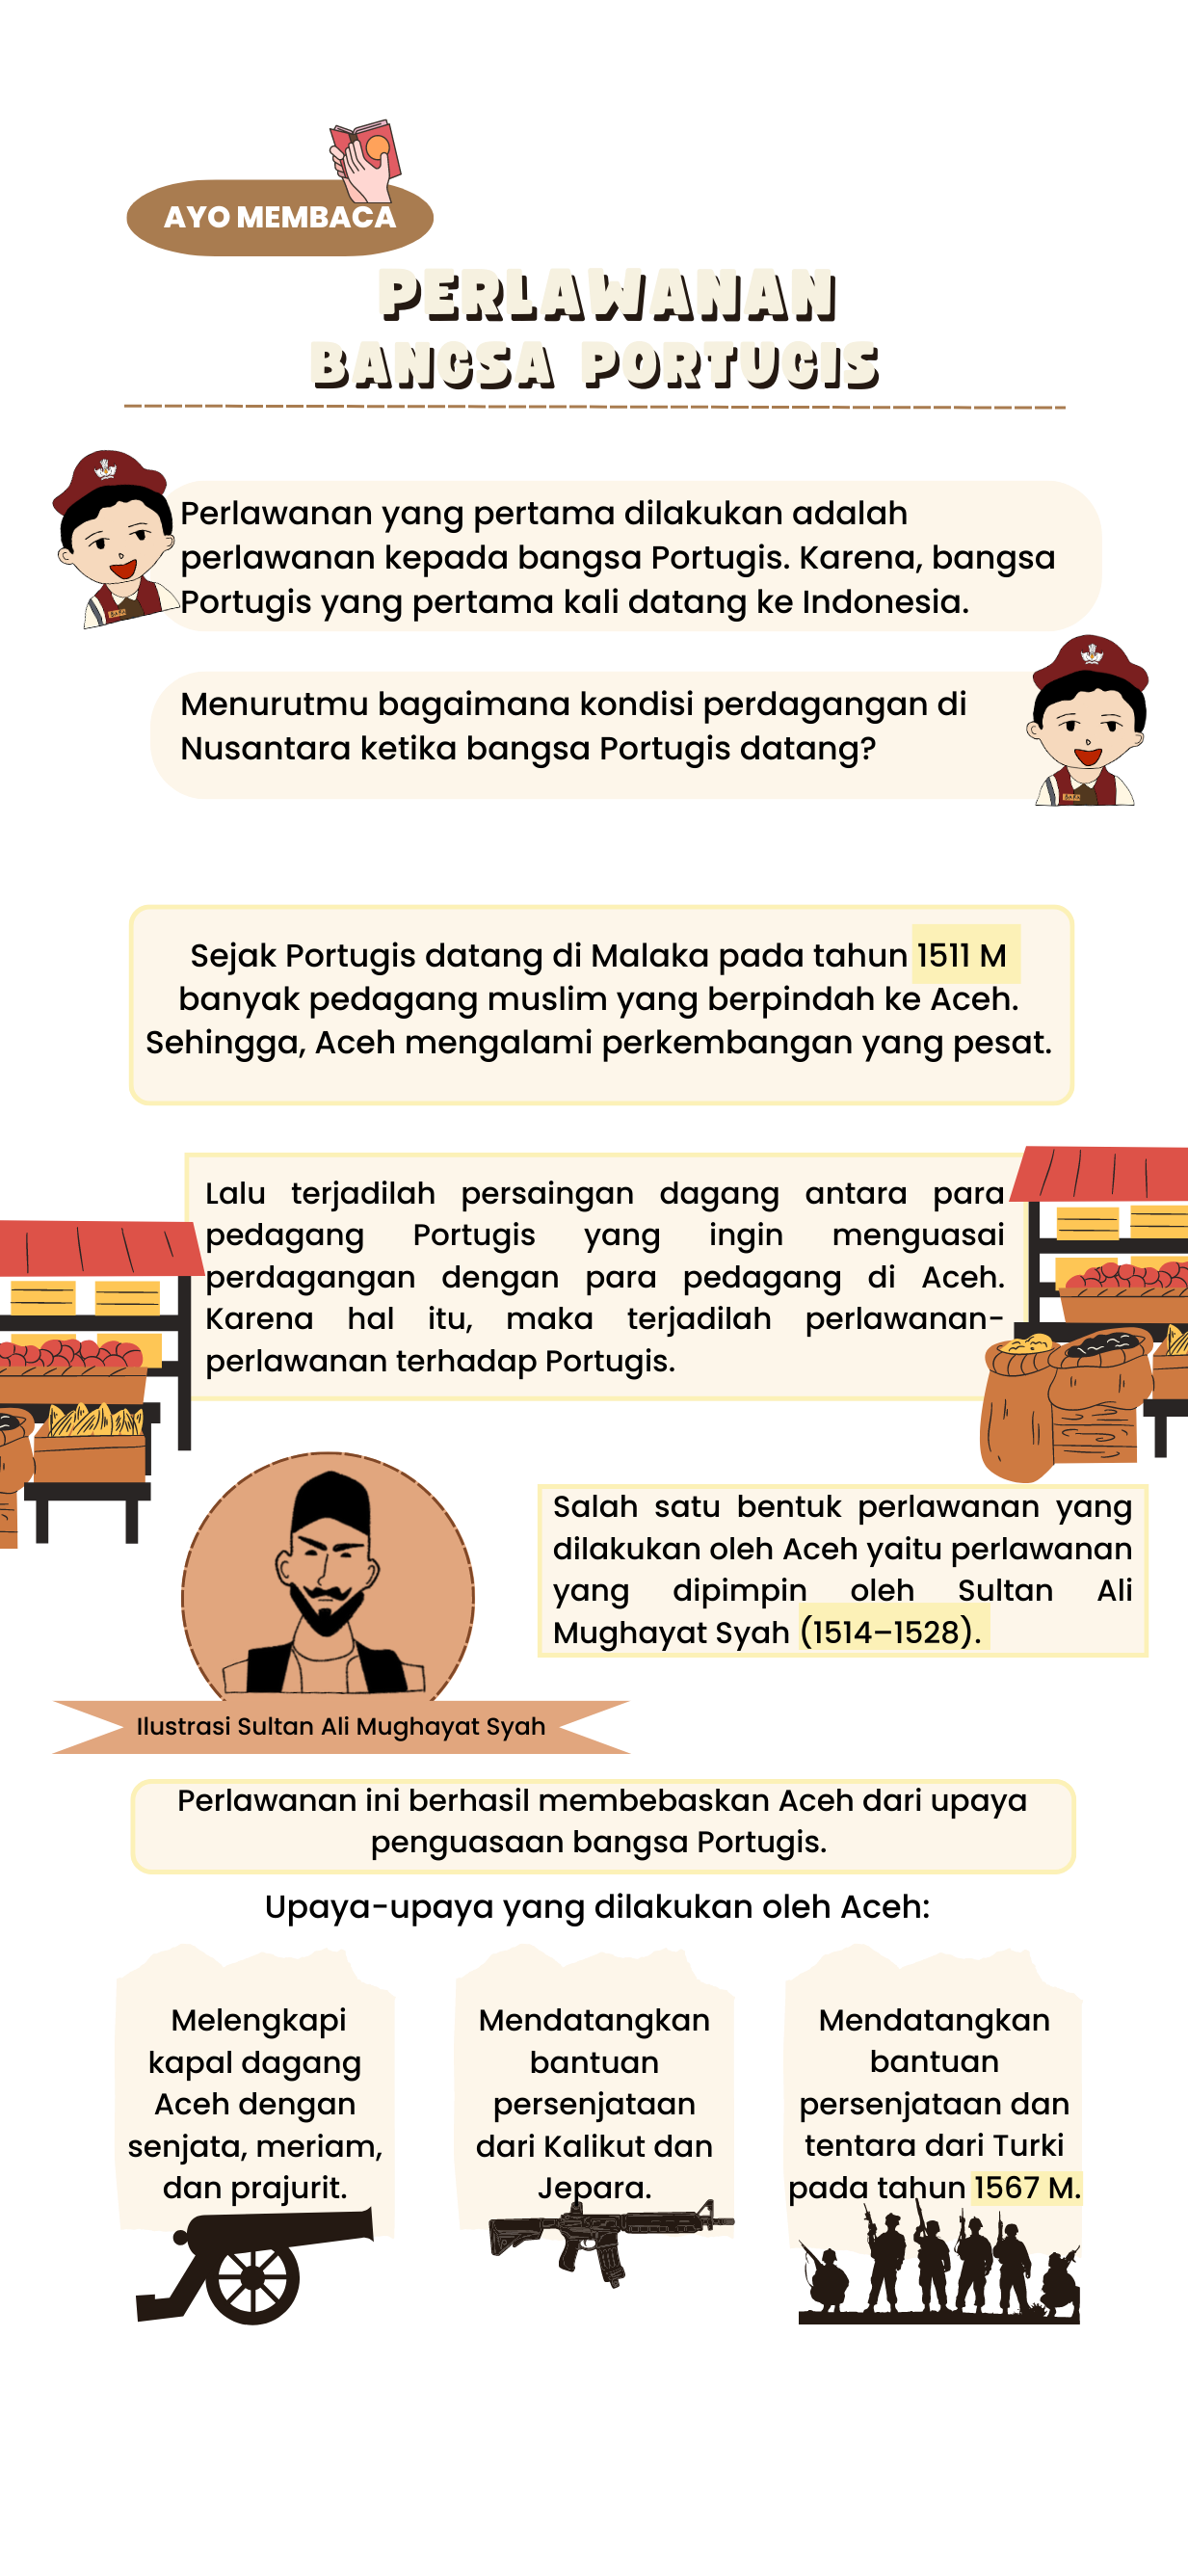 AYO MEMBACA
PERLAWANAN
BANGSA PORTUGIS
Perlawanan yang pertama dilakukan adalah
perlawanan kepada bangsa Portugis. Karena, bangsa
Portugis yang pertama kali datang ke Indonesia.
Menurutmu bagaimana kondisi perdagangan di
Nusantara ketika bangsa Portugis datang?
Sejak Portugis datang di Malaka pada tahun 1511 M
banyak pedagang muslim yang berpindah ke Aceh.
Sehingga, Aceh mengalami perkembangan yang pesat.
Lalu terjadilah persaingan dagang antara para
pedagang Portugis yang ingin menguasai
perdagangan dengan para pedagang di Aceh.
Karena hal itu, maka terjadilah perlawanan-
perlawanan terhadap Portugis.
Salah satu bentuk perlawanan yang
dilakukan oleh Aceh yaitu perlawanan
yang dipimpin oleh Sultan Ali
Mughayat Syah (1514–1528).
Ilustrasi Sultan Ali Mughayat Syah
Perlawanan ini berhasil membebaskan Aceh dari upaya
penguasaan bangsa Portugis.
Upaya-upaya yang dilakukan oleh Aceh:
Melengkapi
kapal dagang
Aceh dengan
senjata, meriam,
dan prajurit.
Mendatangkan
bantuan
persenjataan
dari Kalikut dan
Jepara.
Mendatangkan
bantuan
persenjataan dan
tentara dari Turki
pada tahun 1567 M.